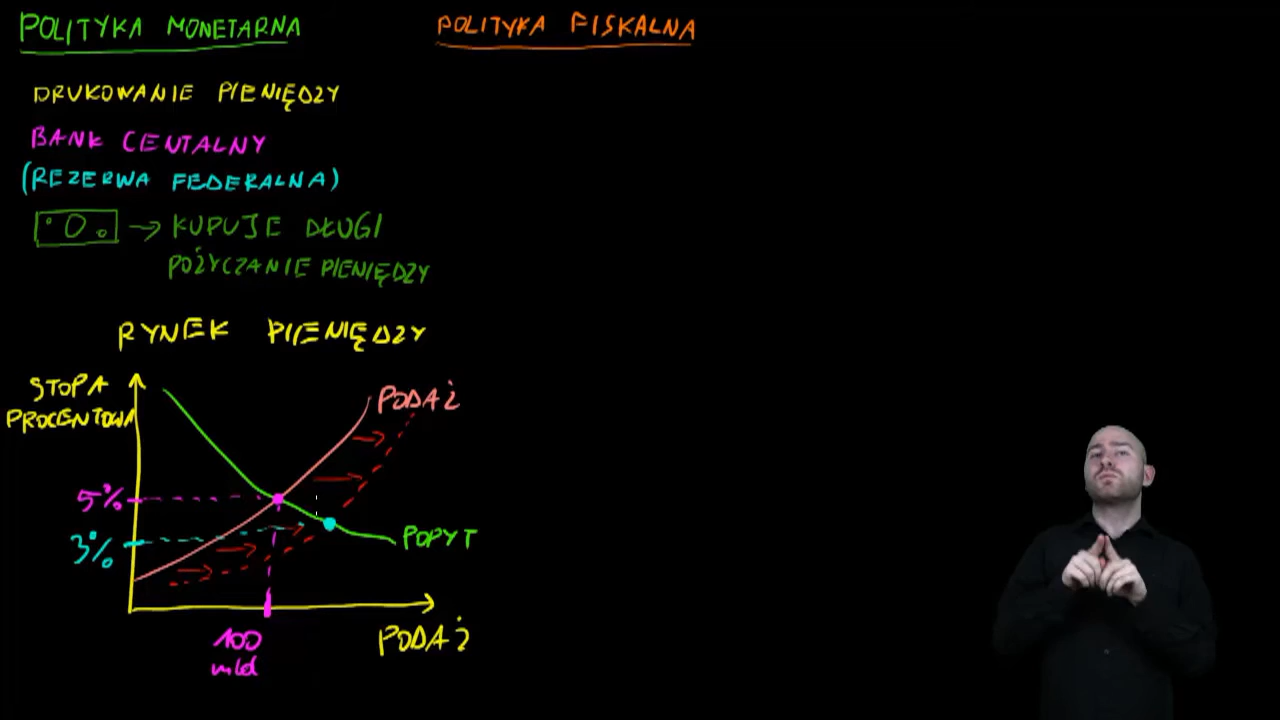 POLITYKA MONETARNA
POLITYKA FISKALNA
DRUKOWANIE PIENIĘDZY
BANK CENTALNY
(REZERWA FEDERALNA)
KUPUJE DŁUGI
POŻYCZANIE PIENIĘDZY
RYNEK PIENIĘDZY
STOPA
PROCENTOWA
PODAŻ
5%
3%
POPYT
100
mld
PODAŻ